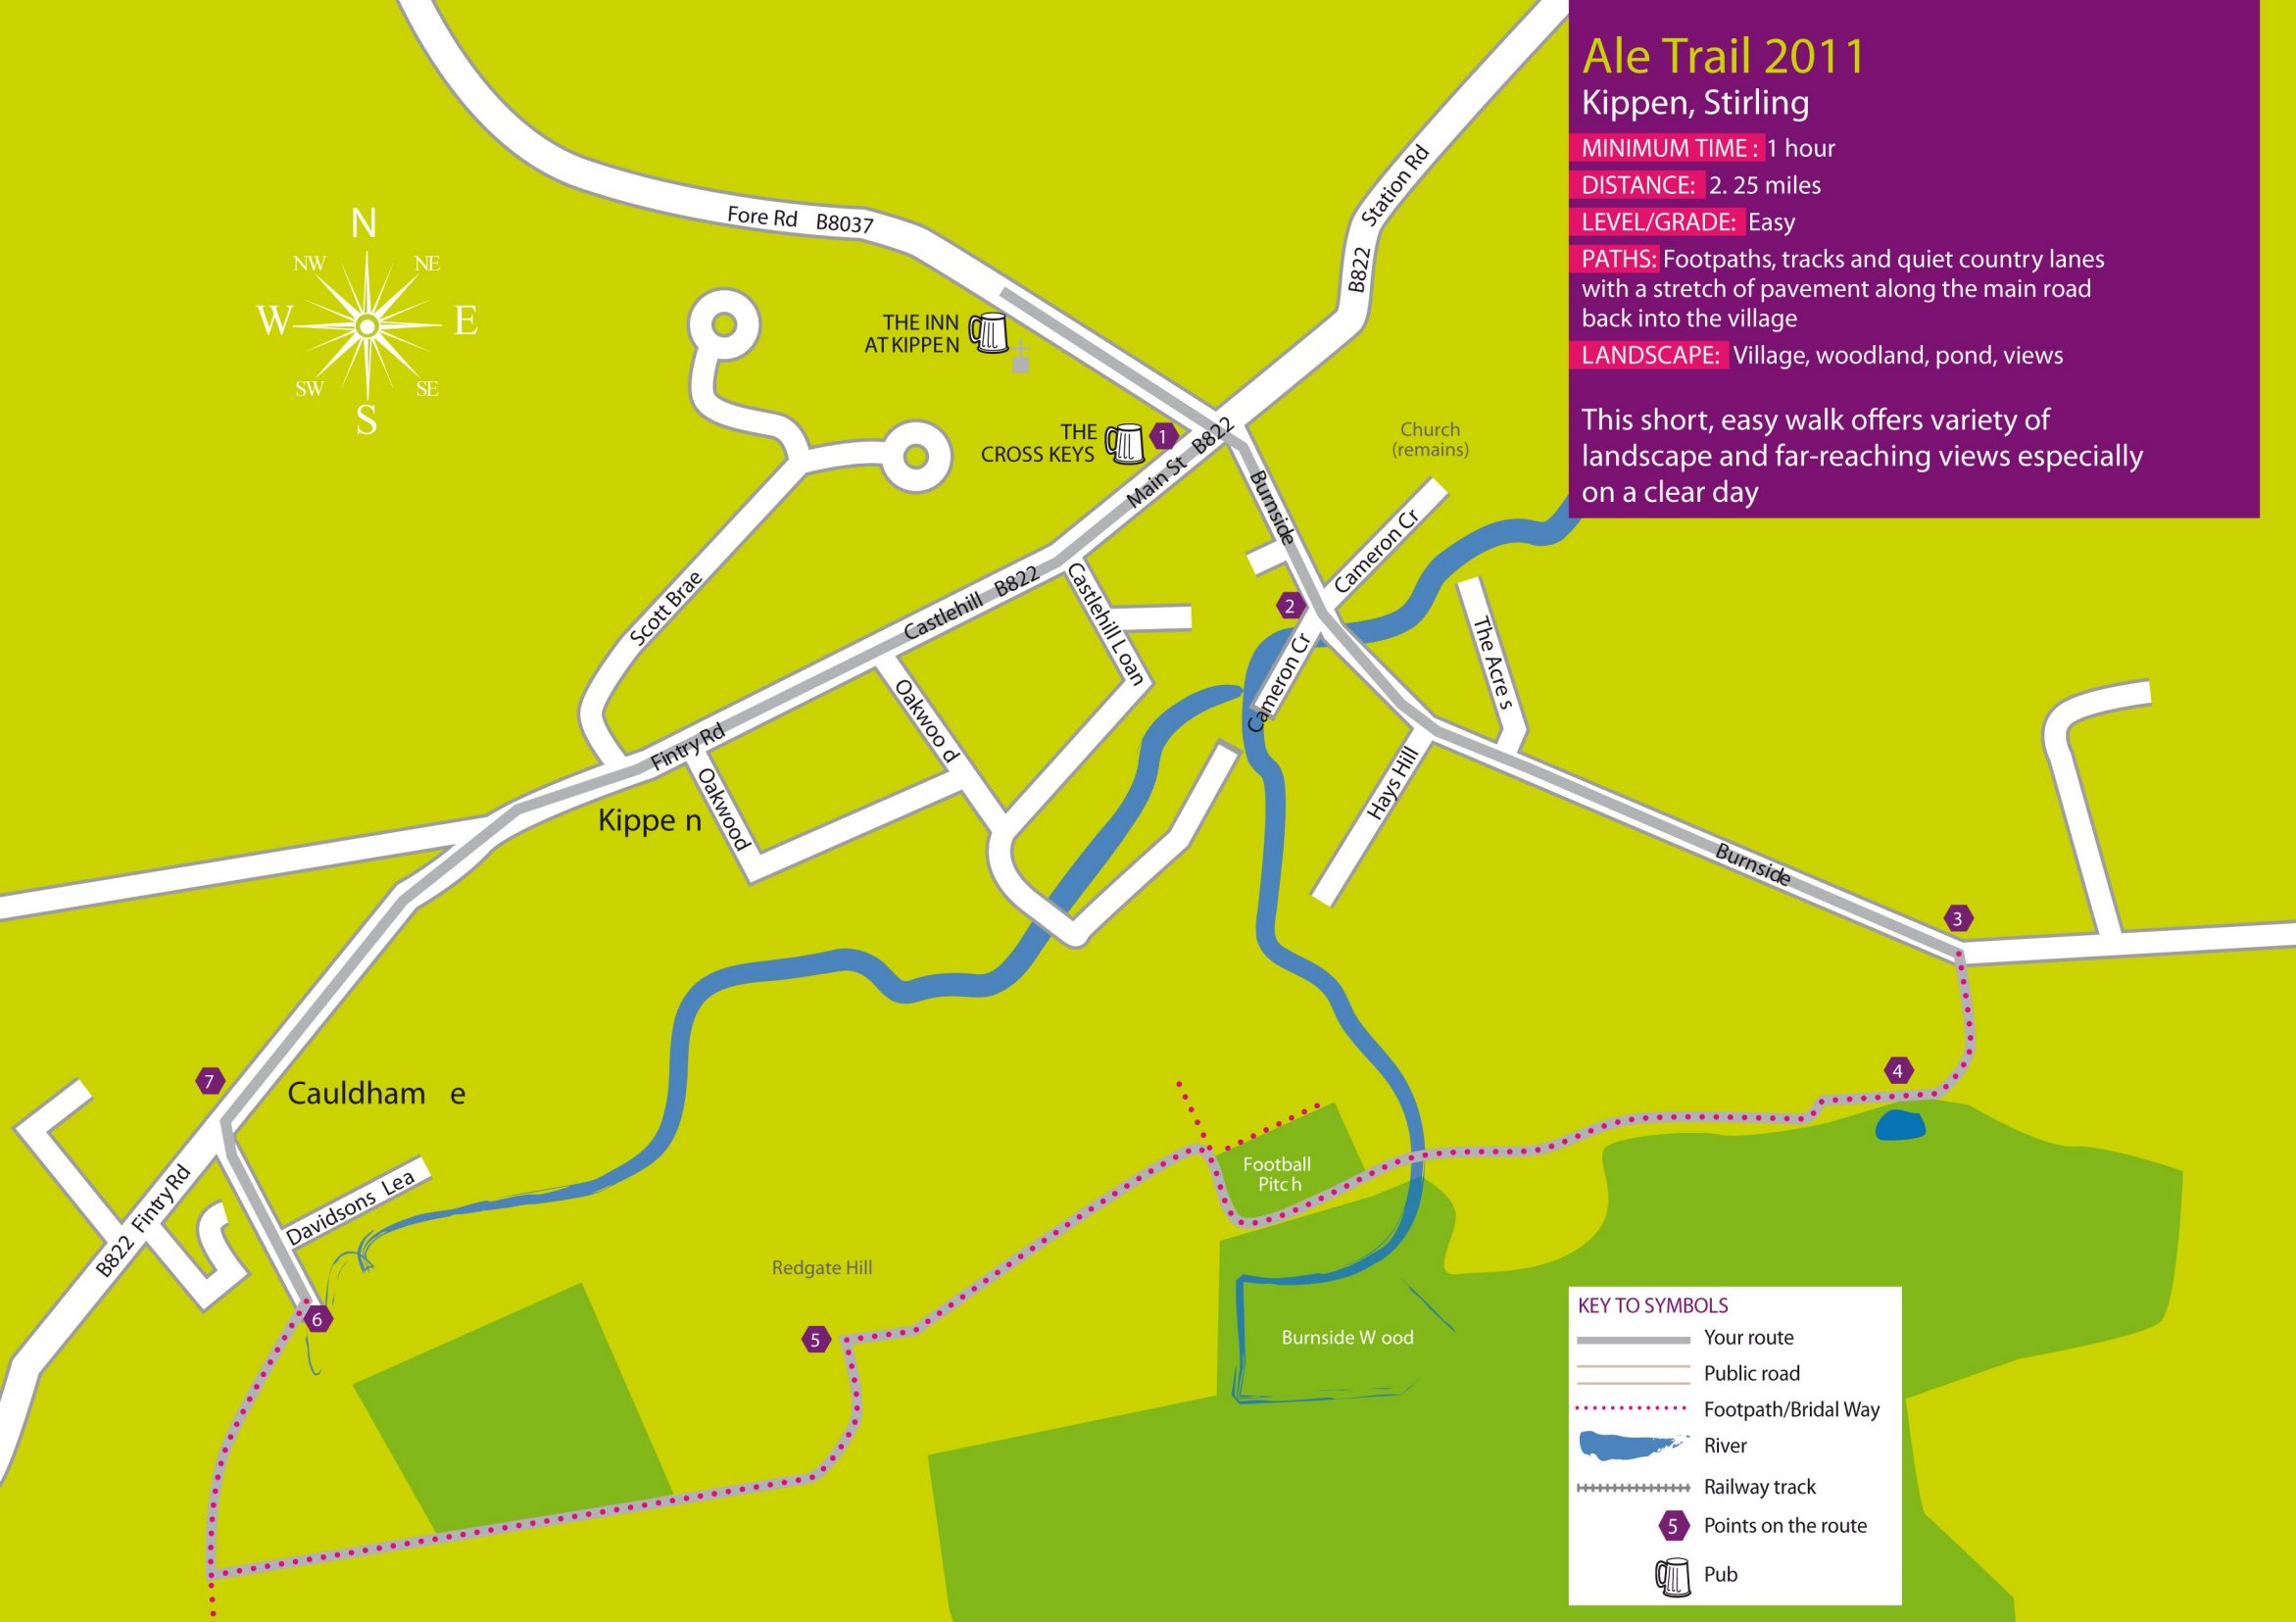 Ale Trail 2011
Kippen, Stirling
MINIMUM TIME : 1 hour
DISTANCE: 2. 25 miles
LEVEL/GRADE: Easy
PATHS: Footpaths, tracks and quiet country lanes
with a stretch of pavement along the main road
back into the village
LANDSCAPE: Village, woodland, pond, views
This short, easy walk offers variety of
landscape and far-reaching views especially
on a clear day
N
NW
NE
W
E
SW
SE
S
Fore Rd B8037
Station Rd
B822
THE INN
AT KIPPEN
THE
CROSS KEYS
1
Main St B822
Church
(remains)
Burnside
Cameron Cr
2
Cameron Cr
The Acre s
Scott Brae
Castlehill B822
Castlehill Loan
Oakwoo d
Fintry Rd
Oakwood
Kippe n
Hays Hill
Burnside
3
4
7
Cauldham e
B822 Fintry Rd
Davidsons Lea
6
Football
Pitc h
Redgate Hill
5
Burnside W ood
KEY TO SYMBOLS
Your route
Public road
Footpath/Bridal Way
River
Railway track
5 Points on the route
Pub